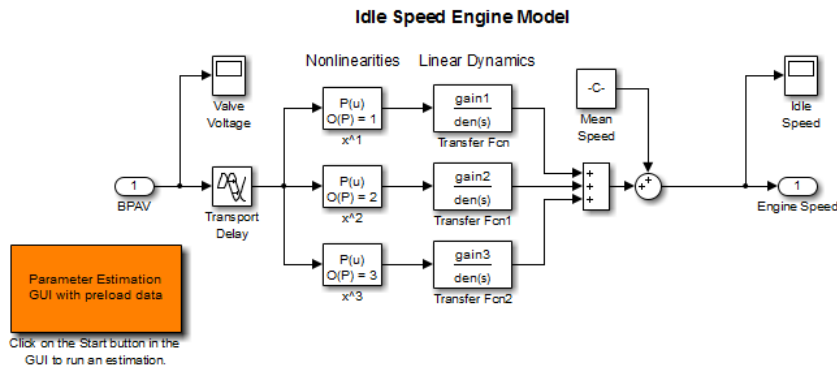 Idle Speed Engine Model
Nonlinearities
Linear Dynamics
Valve
Voltage
P(u)
O(P) = 1
x^1
gain1
den(s)
Transfer Fcn
-C-
Mean
Speed
Idle
Speed
1
BPAV
Transport
Delay
P(u)
O(P) = 2
x^2
gain2
den(s)
Transfer Fcn1
+
+
+
++
1
Engine Speed
P(u)
O(P) = 3
x^3
gain3
den(s)
Transfer Fcn2
Parameter Estimation
GUI with preload data
Click on the Start button in the
GUI to run an estimation.